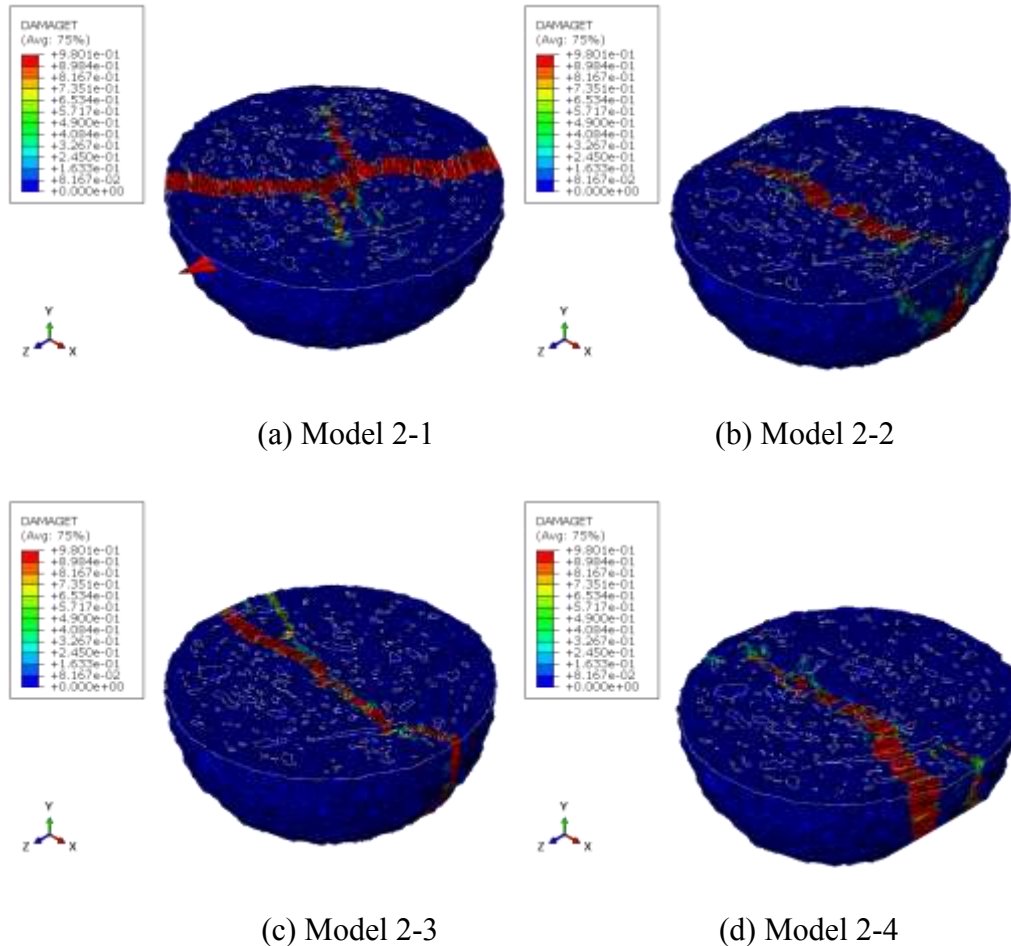 DAMAGET
(Avg: 75%)
+9.801e-01
+8.984e-01
+8.167e-01
+7.351e-01
+6.534e-01
+5.717e-01
+4.900e-01
+4.084e-01
+3.267e-01
+2.450e-01
+1.633e-01
+8.167e-02
+0.000e+00
Y
Z X
(a) Model 2-1
DAMAGET
(Avg: 75%)
+9.801e-01
+8.984e-01
+8.167e-01
+7.351e-01
+6.534e-01
+5.717e-01
+4.900e-01
+4.084e-01
+3.267e-01
+2.450e-01
+1.633e-01
+8.167e-02
+0.000e+00
Y
Z X
(b) Model 2-2
DAMAGET
(Avg: 75%)
+9.801e-01
+8.984e-01
+8.167e-01
+7.351e-01
+6.534e-01
+5.717e-01
+4.900e-01
+4.084e-01
+3.267e-01
+2.450e-01
+1.633e-01
+8.167e-02
+0.000e+00
Y
Z X
(c) Model 2-3
DAMAGET
(Avg: 75%)
+9.801e-01
+8.984e-01
+8.167e-01
+7.351e-01
+6.534e-01
+5.717e-01
+4.900e-01
+4.084e-01
+3.267e-01
+2.450e-01
+1.633e-01
+8.167e-02
+0.000e+00
Y
Z X
(d) Model 2-4